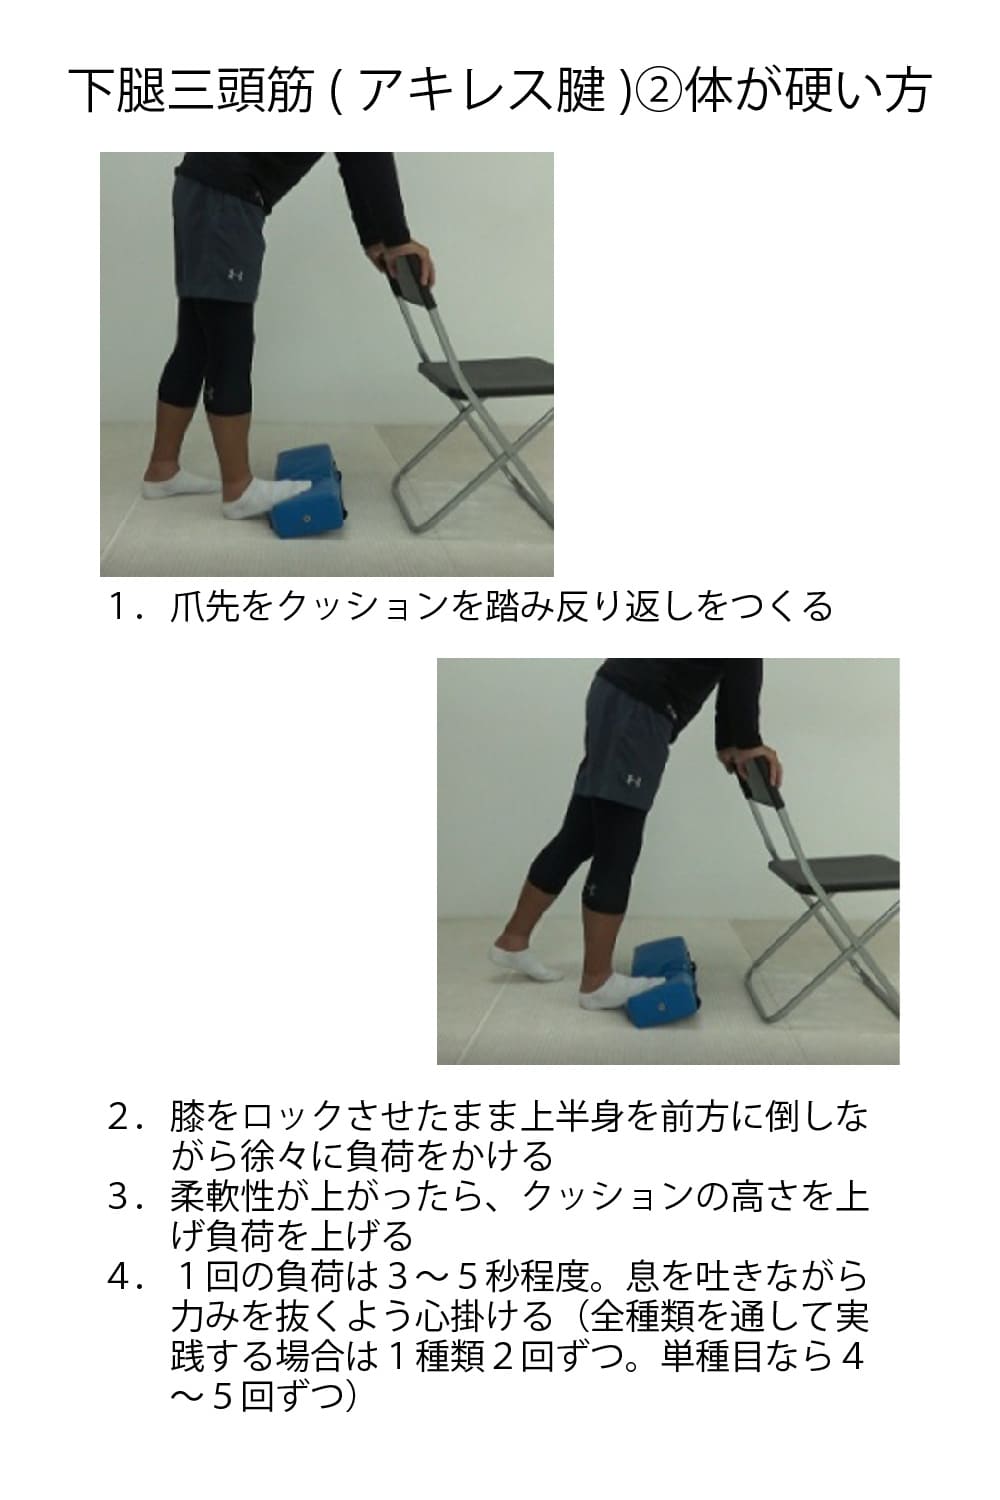 下腿三頭筋(アキレス腱)②体が硬い方
１．爪先をクッションを踏み反り返しをつくる
２．膝をロックさせたまま上半身を前方に倒しな
がら徐々に負荷をかける
３．柔軟性が上がったら、クッションの高さを上
げ負荷を上げる
４．１回の負荷は３～５秒程度。息を吐きながら
力みを抜くよう心掛ける（全種類を通して実
践する場合は１種類２回ずつ。単種目なら４
～５回ずつ）